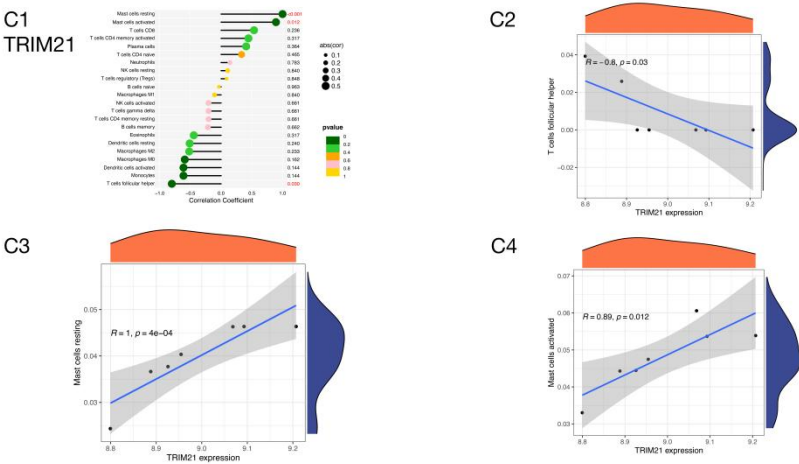 C1
TRIM21
Mast cells resting <0.001
Mast cells activated 0.012
T cells CD8 0.236
T cells CD4 memory activated 0.317
Plasma cells 0.384
T cells CD4 naive 0.465
Neutrophils 0.783
NK cells resting 0.840
T cells regulatory (Tregs) 0.848
B cells naive 0.963
Macrophages M1 0.840
NK cells activated 0.661
T cells gamma delta 0.661
T cells CD4 memory resting 0.661
B cells memory 0.662
Eosinophils 0.317
Dendritic cells resting 0.240
Macrophages M2 0.233
Macrophages M0 0.182
Dendritic cells activated 0.144
Monocytes 0.144
T cells follicular helper 0.030
−1.0 −0.5 0.0 0.5 1.0
Correlation Coefficient
abs(cor)
0.1
0.2
0.3
0.4
0.5
pvalue
0
0.2
0.4
0.6
0.8
1
C2
R = −0.8, p = 0.03
T cells follicular helper
0.04
0.02
0.00
−0.02
8.8 8.9 9.0 9.1 9.2
TRIM21 expression
C3
R = 1, p = 4e−04
Mast cells resting
0.05
0.04
0.03
8.8 8.9 9.0 9.1 9.2
TRIM21 expression
C4
R = 0.89, p = 0.012
Mast cells activated
0.07
0.06
0.05
0.04
0.03
8.8 8.9 9.0 9.1 9.2
TRIM21 expression